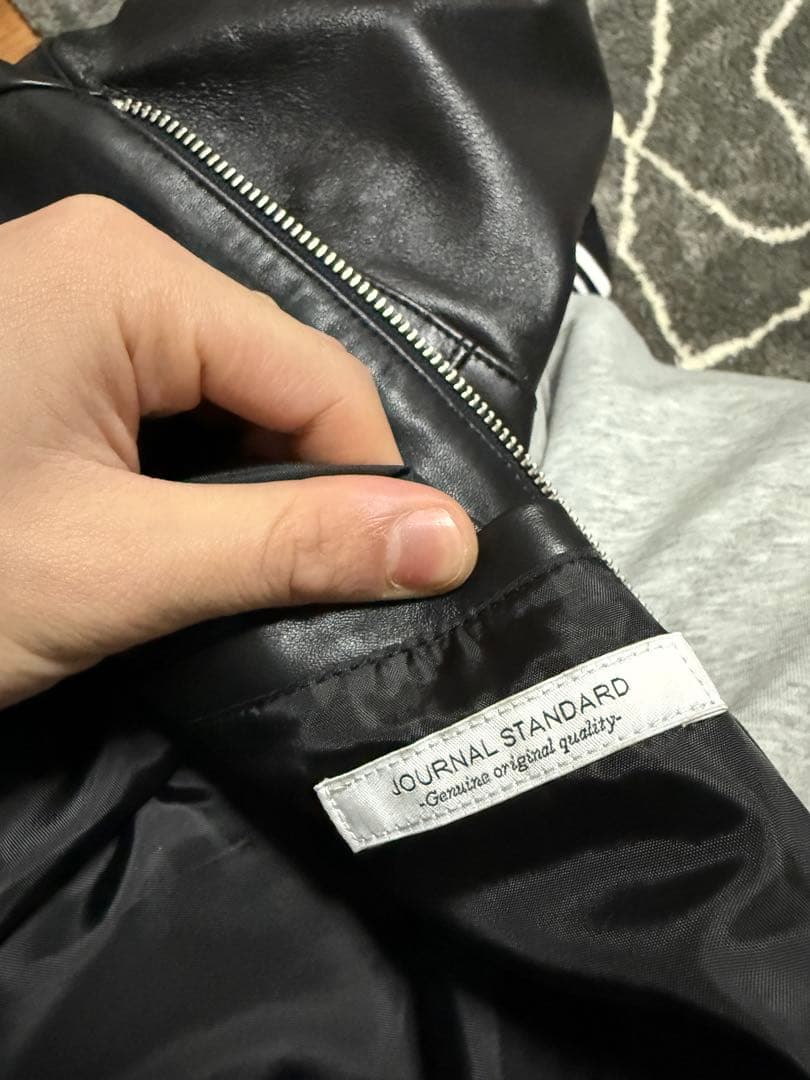 JOURNAL STANDARD
-Genuine original quality-